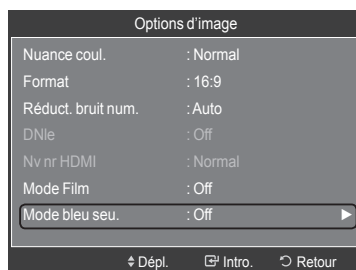 Options d'image
Nuance coul. : Normal
Format : 16:9
Réduct. bruit num. : Auto
DNIe : Off
Nv nr HDMI : Normal
Mode Film : Off
Mode bleu seu. : Off
Dépl. Intro. Retour